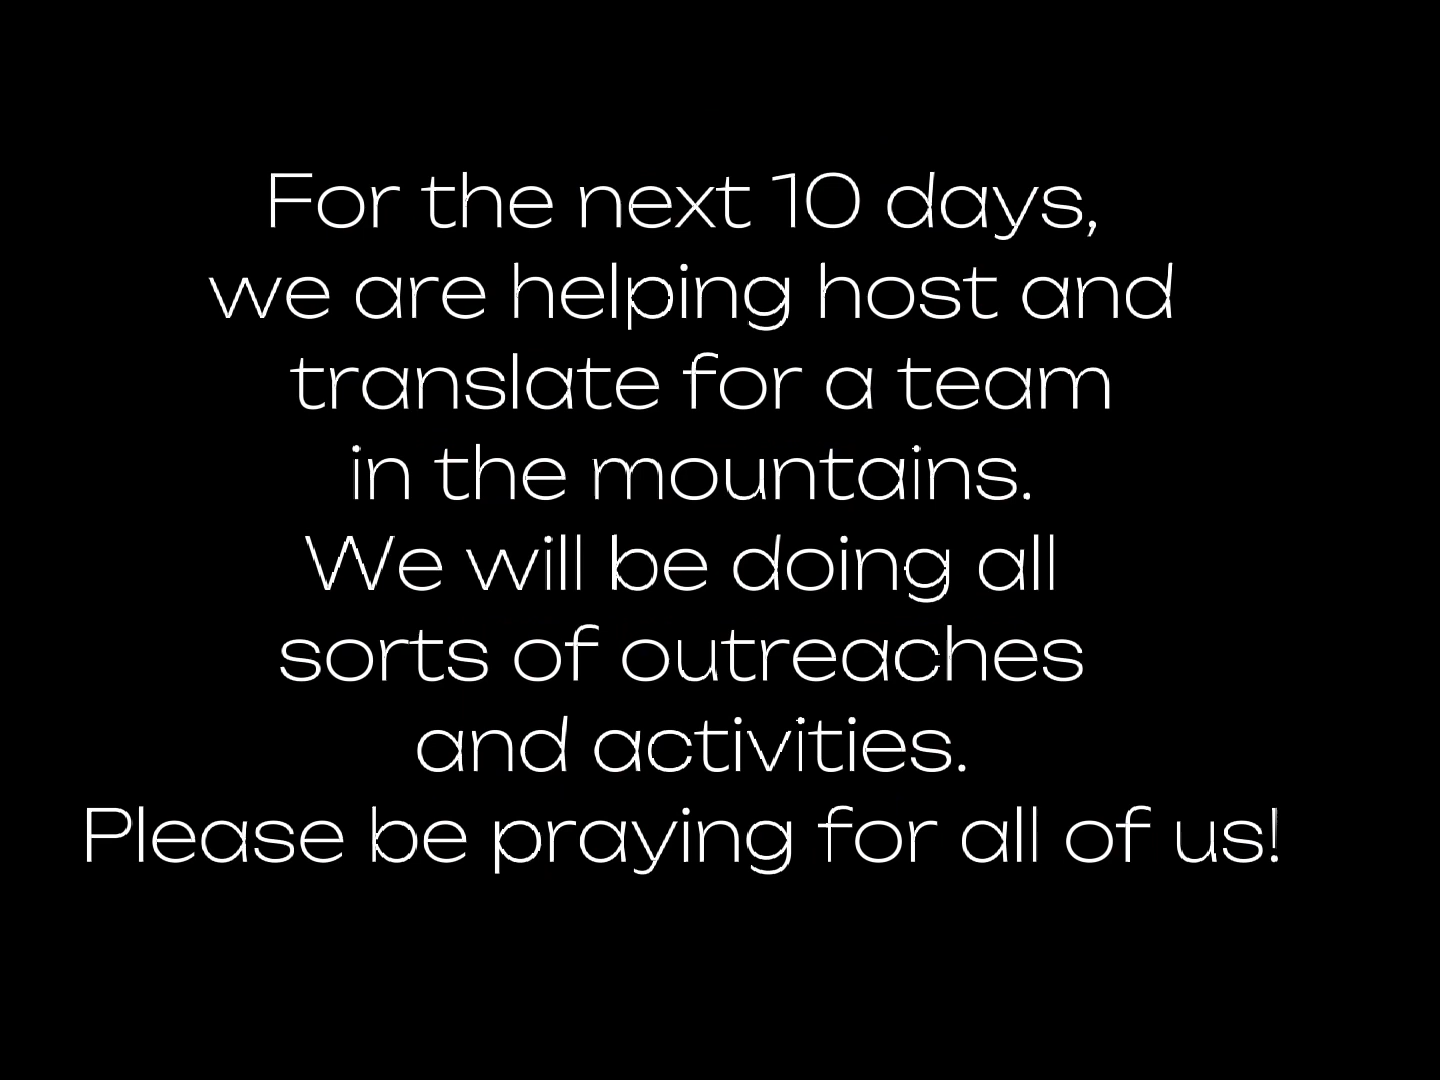 For the next 10 days,
we are helping host and
translate for a team
in the mountains.
We will be doing all
sorts of outreaches
and activities.
Please be praying for all of us!